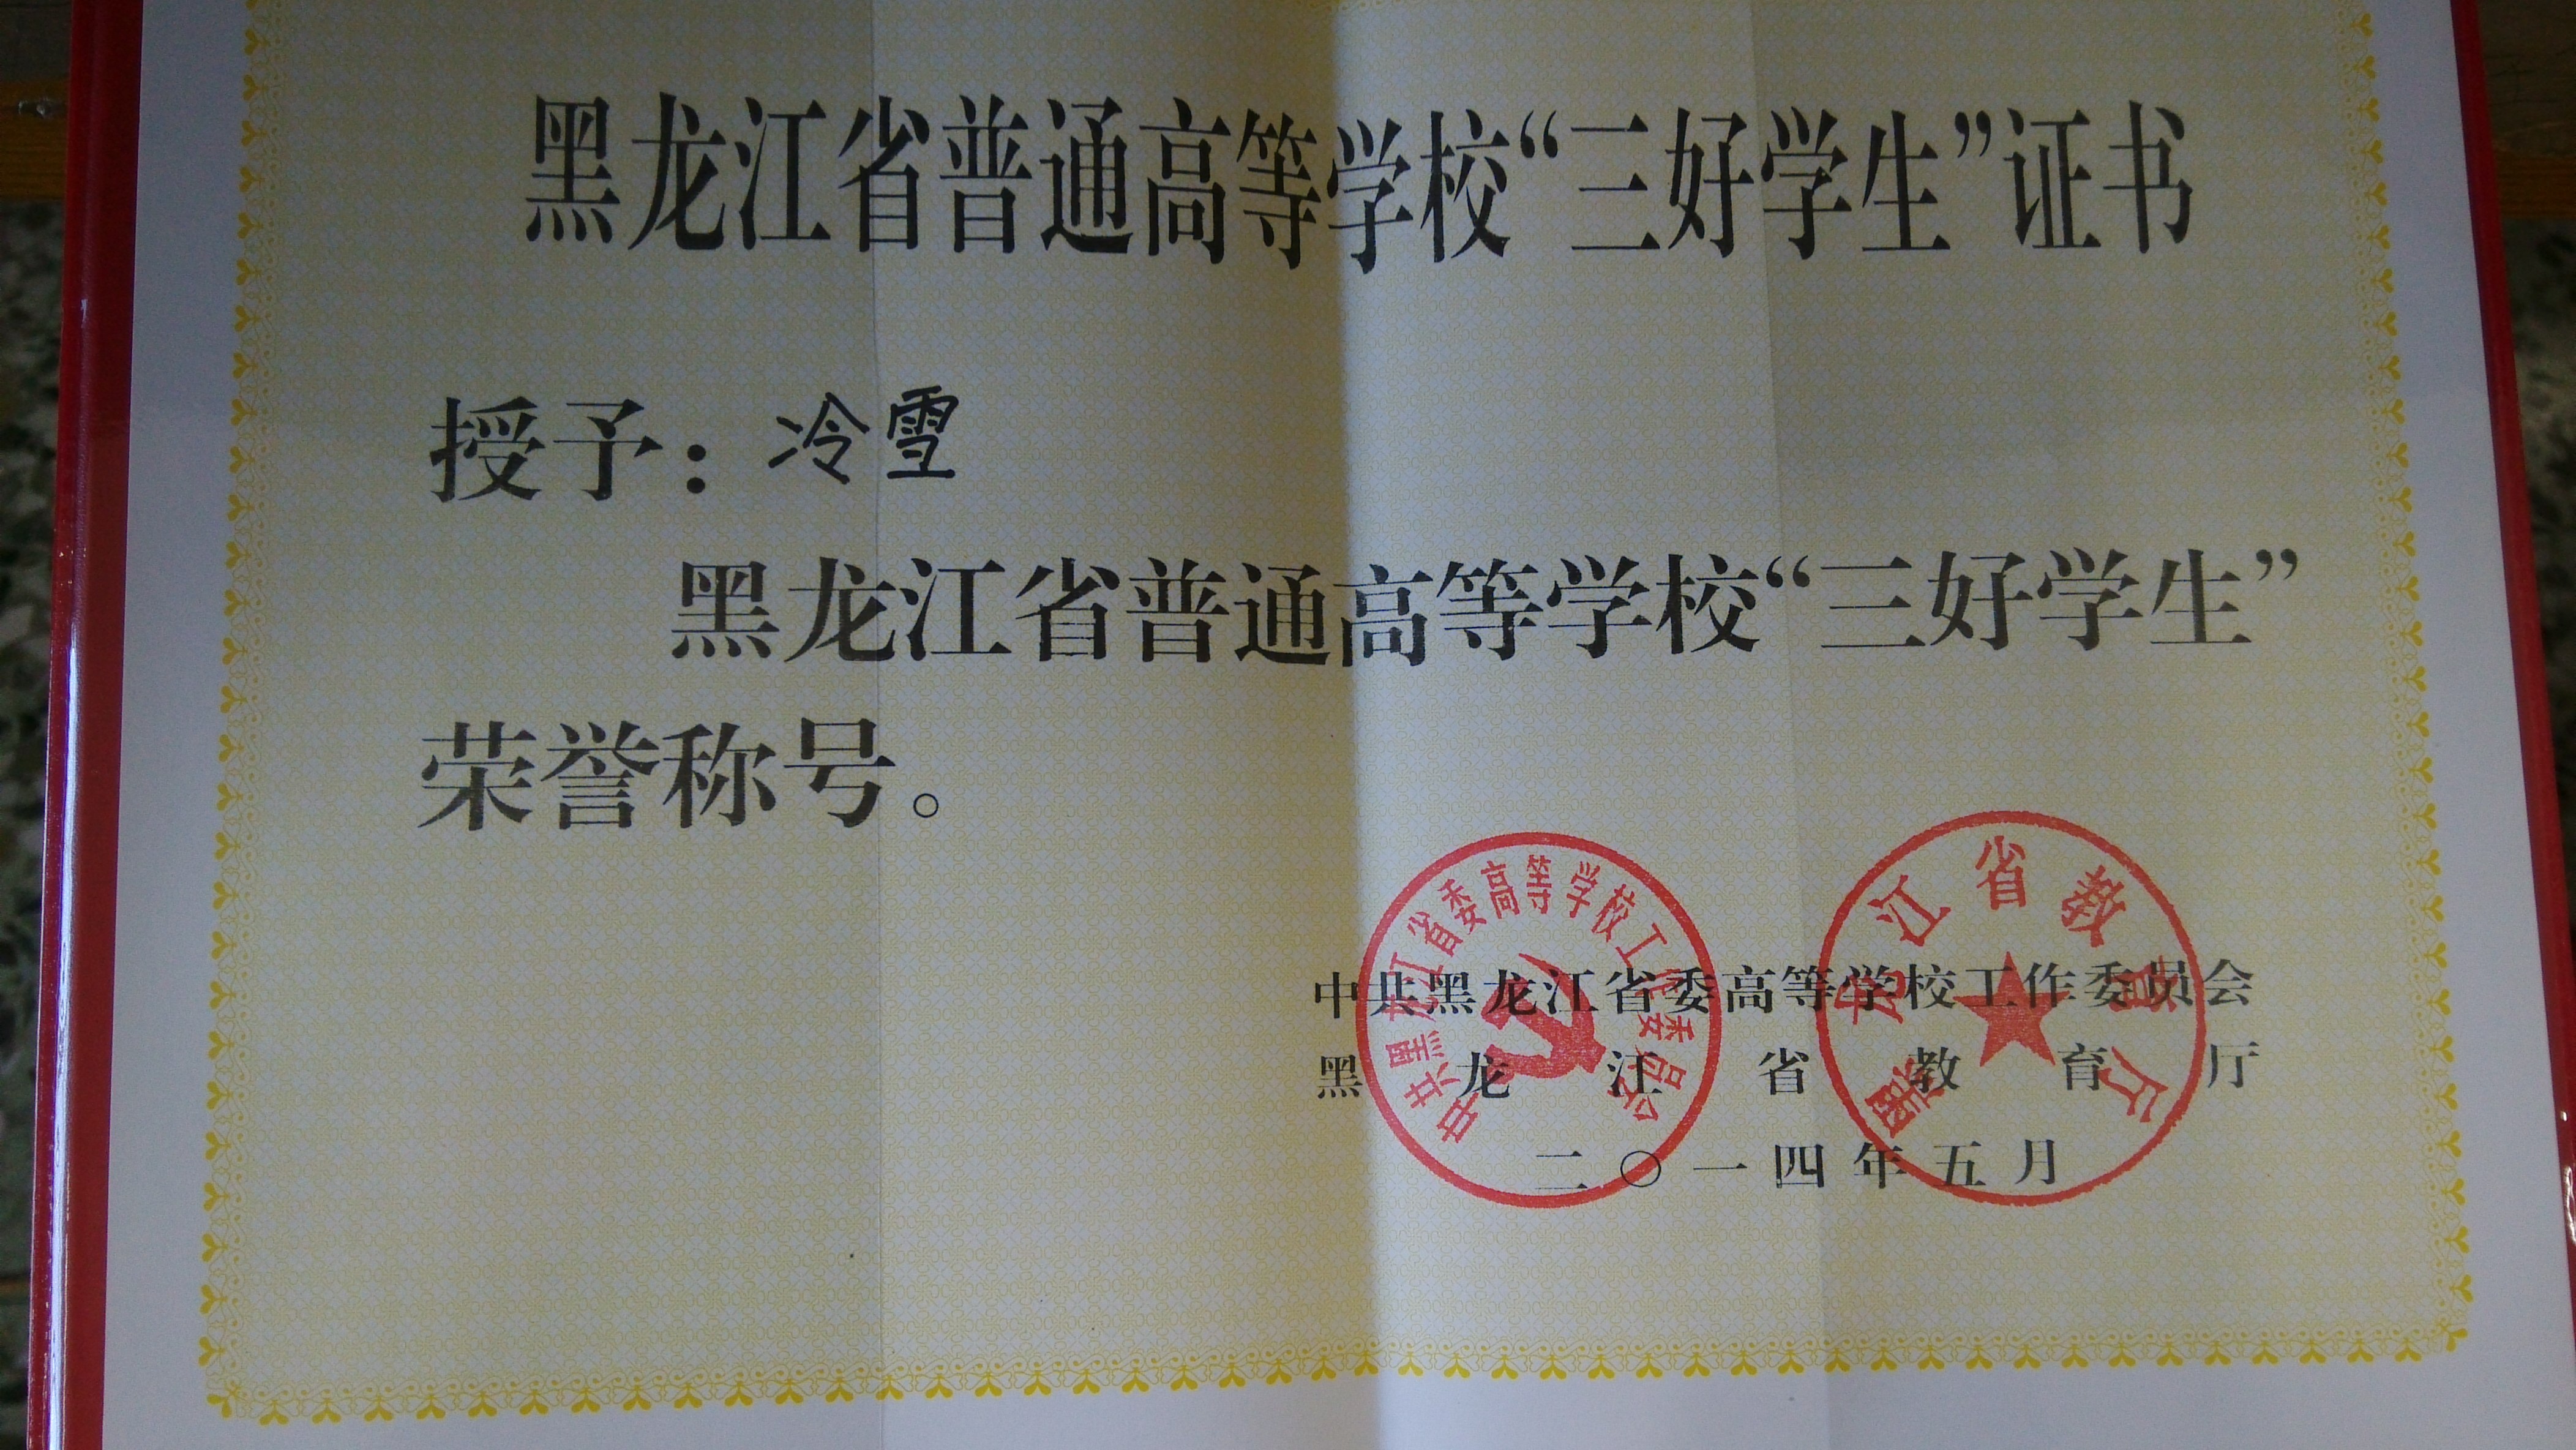 黑龙江省普通高等学校“三好学生”证书
授予：冷雪
黑龙江省普通高等学校“三好学生”
荣誉称号。
中共黑龙江省委高等学校工作委员会
黑龙江省教育厅
二〇一四年五月
中共黑龙江省委高等学校工作委员会
黑龙江省教育厅